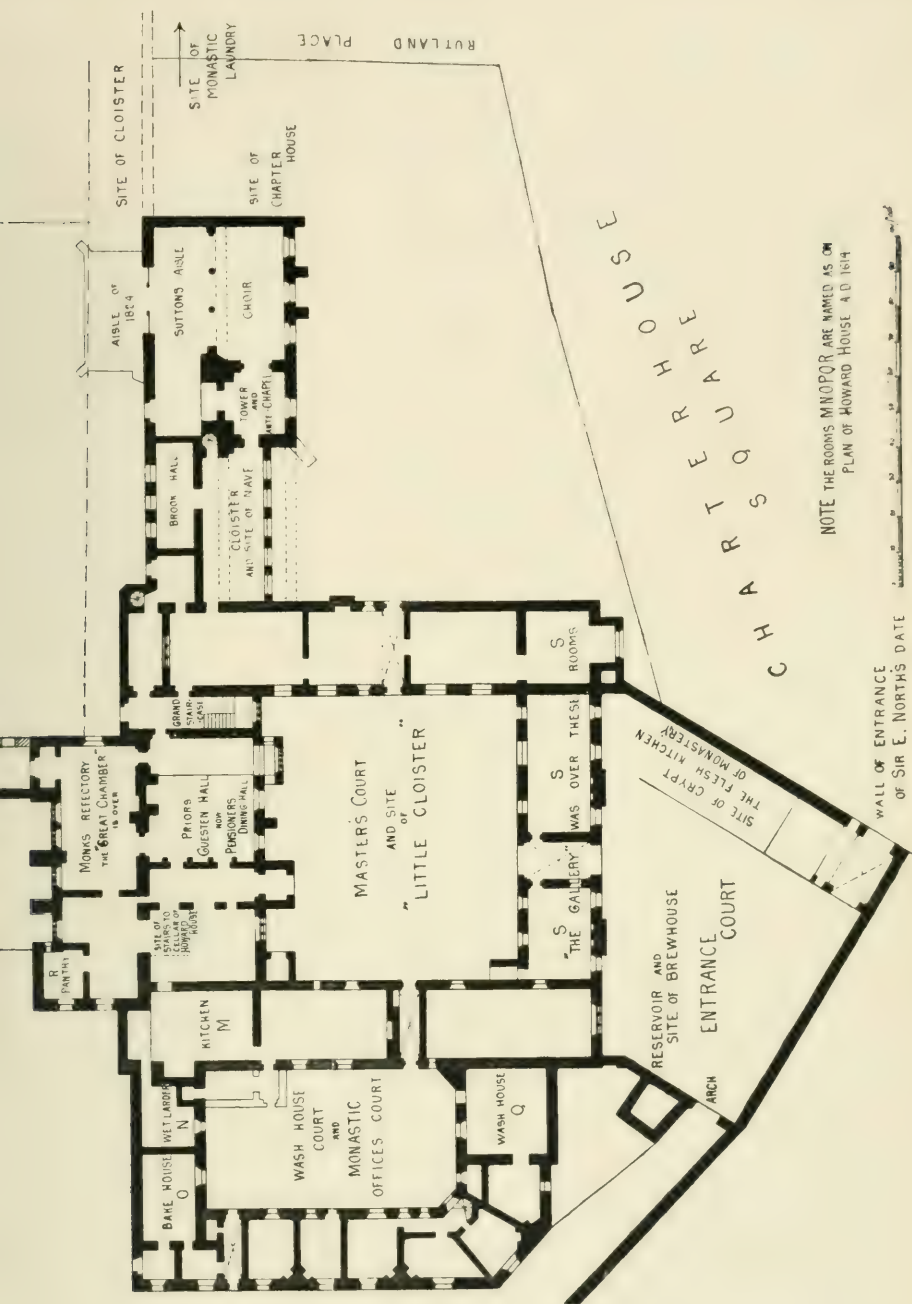 RUTLAND PLACE
SITE OF
MONASTIC
LAUNDRY
SITE OF CLOISTER
SITE OF
CHAPTER
HOUSE
AISLE OF
1824
SUTTONS AISLE
CHOIR
TOWER
AND
ANTE-CHAPEL
BROOK HALL
CLOISTER
AND SITE OF NAVE
GRAND
STAIR-
CASE
MONKS REFECTORY
THE "GREAT CHAMBER"
IS OVER
PRIORS
GUESTEN HALL
NOW
PENSIONERS
DINING HALL
SITE OF
STAIRS TO
CELLAR OF
HOWARD
HOUSE
R
PANTRY
KITCHEN
M
WET LARDER
N
BAKE HOUSE
O
MASTER'S COURT
AND SITE
OF
"LITTLE CLOISTER"
WASH HOUSE
COURT
AND
MONASTIC
OFFICES COURT
WASH HOUSE
Q
S
"THE GALLERY"
S
WAS OVER THESE
S
ROOMS
SITE OF CRYPT
THE FLESH KITCHEN
OF MONASTERY
RESERVOIR AND
SITE OF BREWHOUSE
ENTRANCE
COURT
ARCH
CHARTER HOUSE
SQUARE
WALL OF ENTRANCE
OF SIR E. NORTH'S DATE
NOTE THE ROOMS MNOPQR ARE NAMED AS ON
PLAN OF HOWARD HOUSE A D 1614